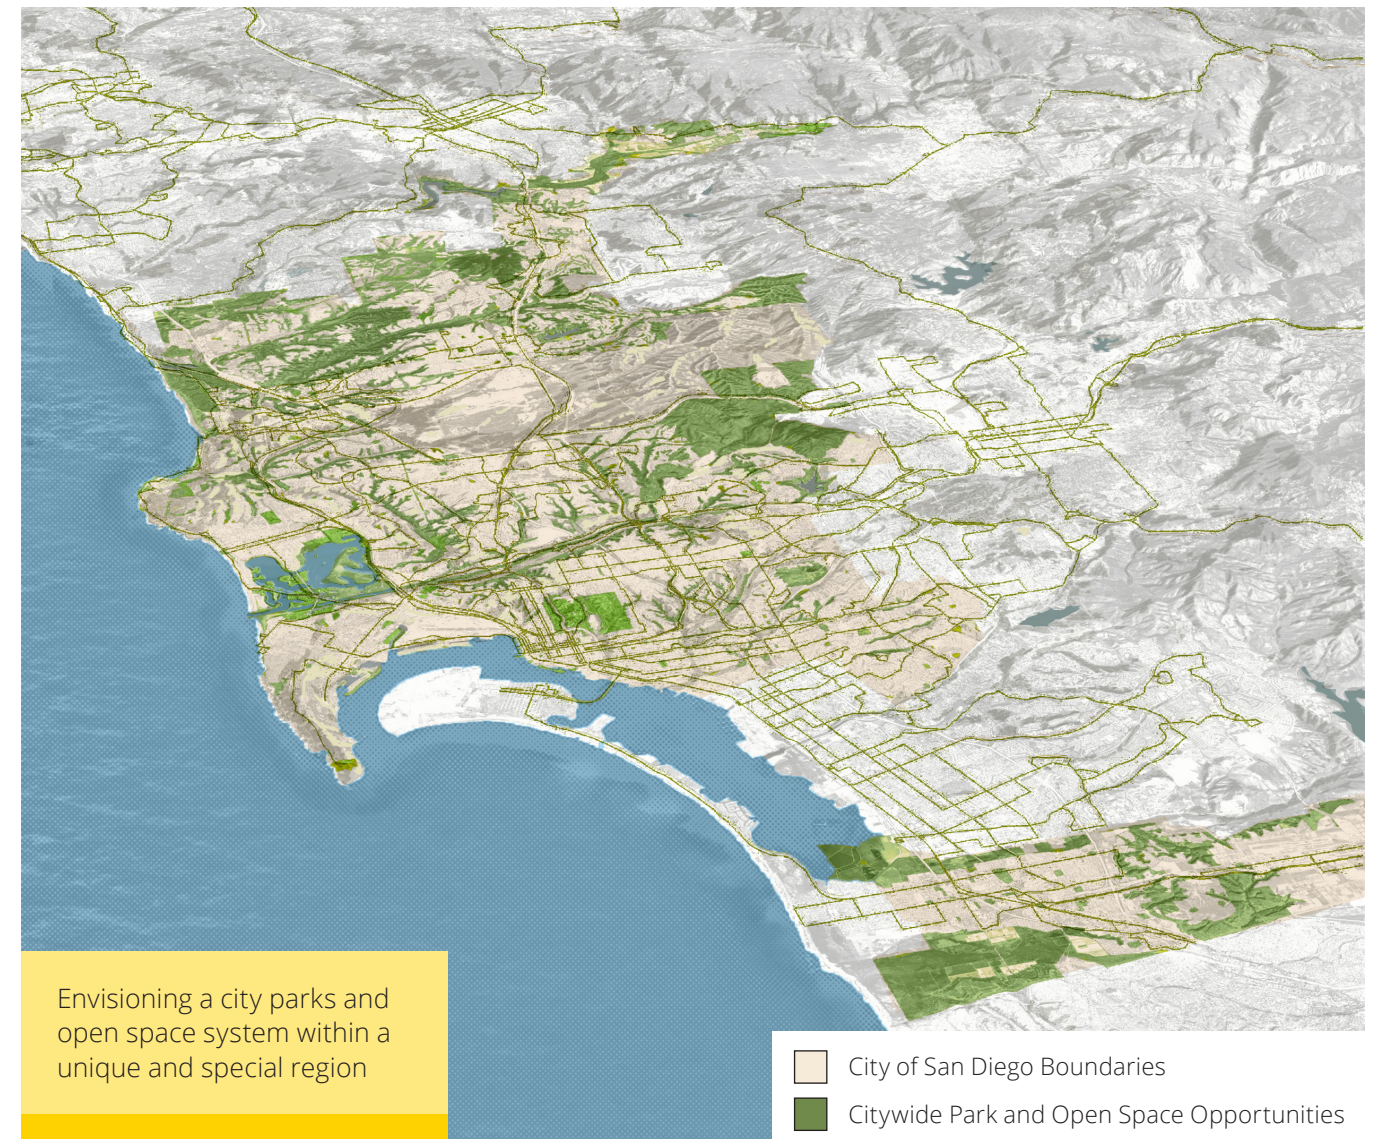 Envisioning a city parks and
open space system within a
unique and special region
City of San Diego Boundaries
Citywide Park and Open Space Opportunities